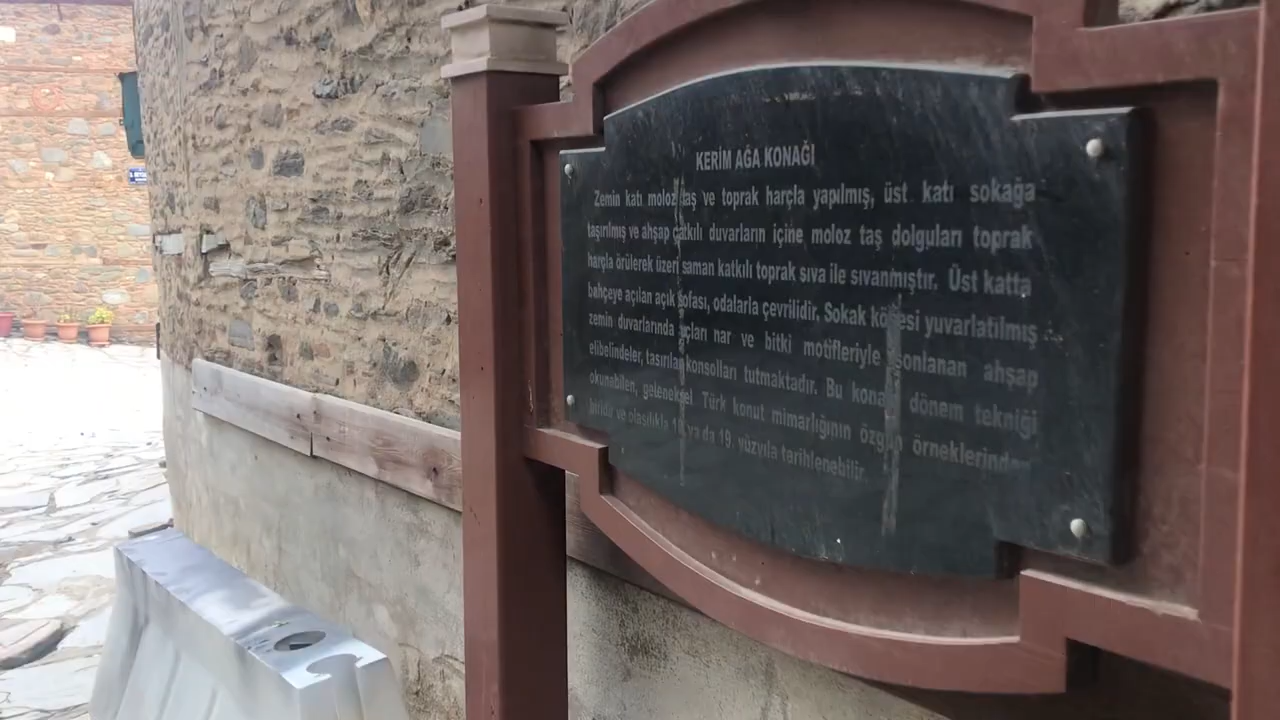 KERİM AĞA KONAĞI
Zemin katı moloz taş ve toprak harçla yapılmış, üst katı sokağa
taşırılmış ve ahşap çatkılı duvarların içine moloz taş dolguları toprak
harçla örülerek üzeri saman katkılı toprak sıva ile sıvanmıştır. Üst katta
bahçeye açılan açık sofası, odalarla çevrilidir. Sokak köşesi yuvarlatılmış
zemin duvarlarında uçları nar ve bitki motifleriyle sonlanan ahşap
elibelindeler, tasırılan konsolları tutmaktadır. Bu konak dönem tekniği
okunabilen, geleneksel Türk konut mimarlığının özgün örneklerinden
biridir ve olasılıkla ya da 19. yüzyıla tarihlenebilir.